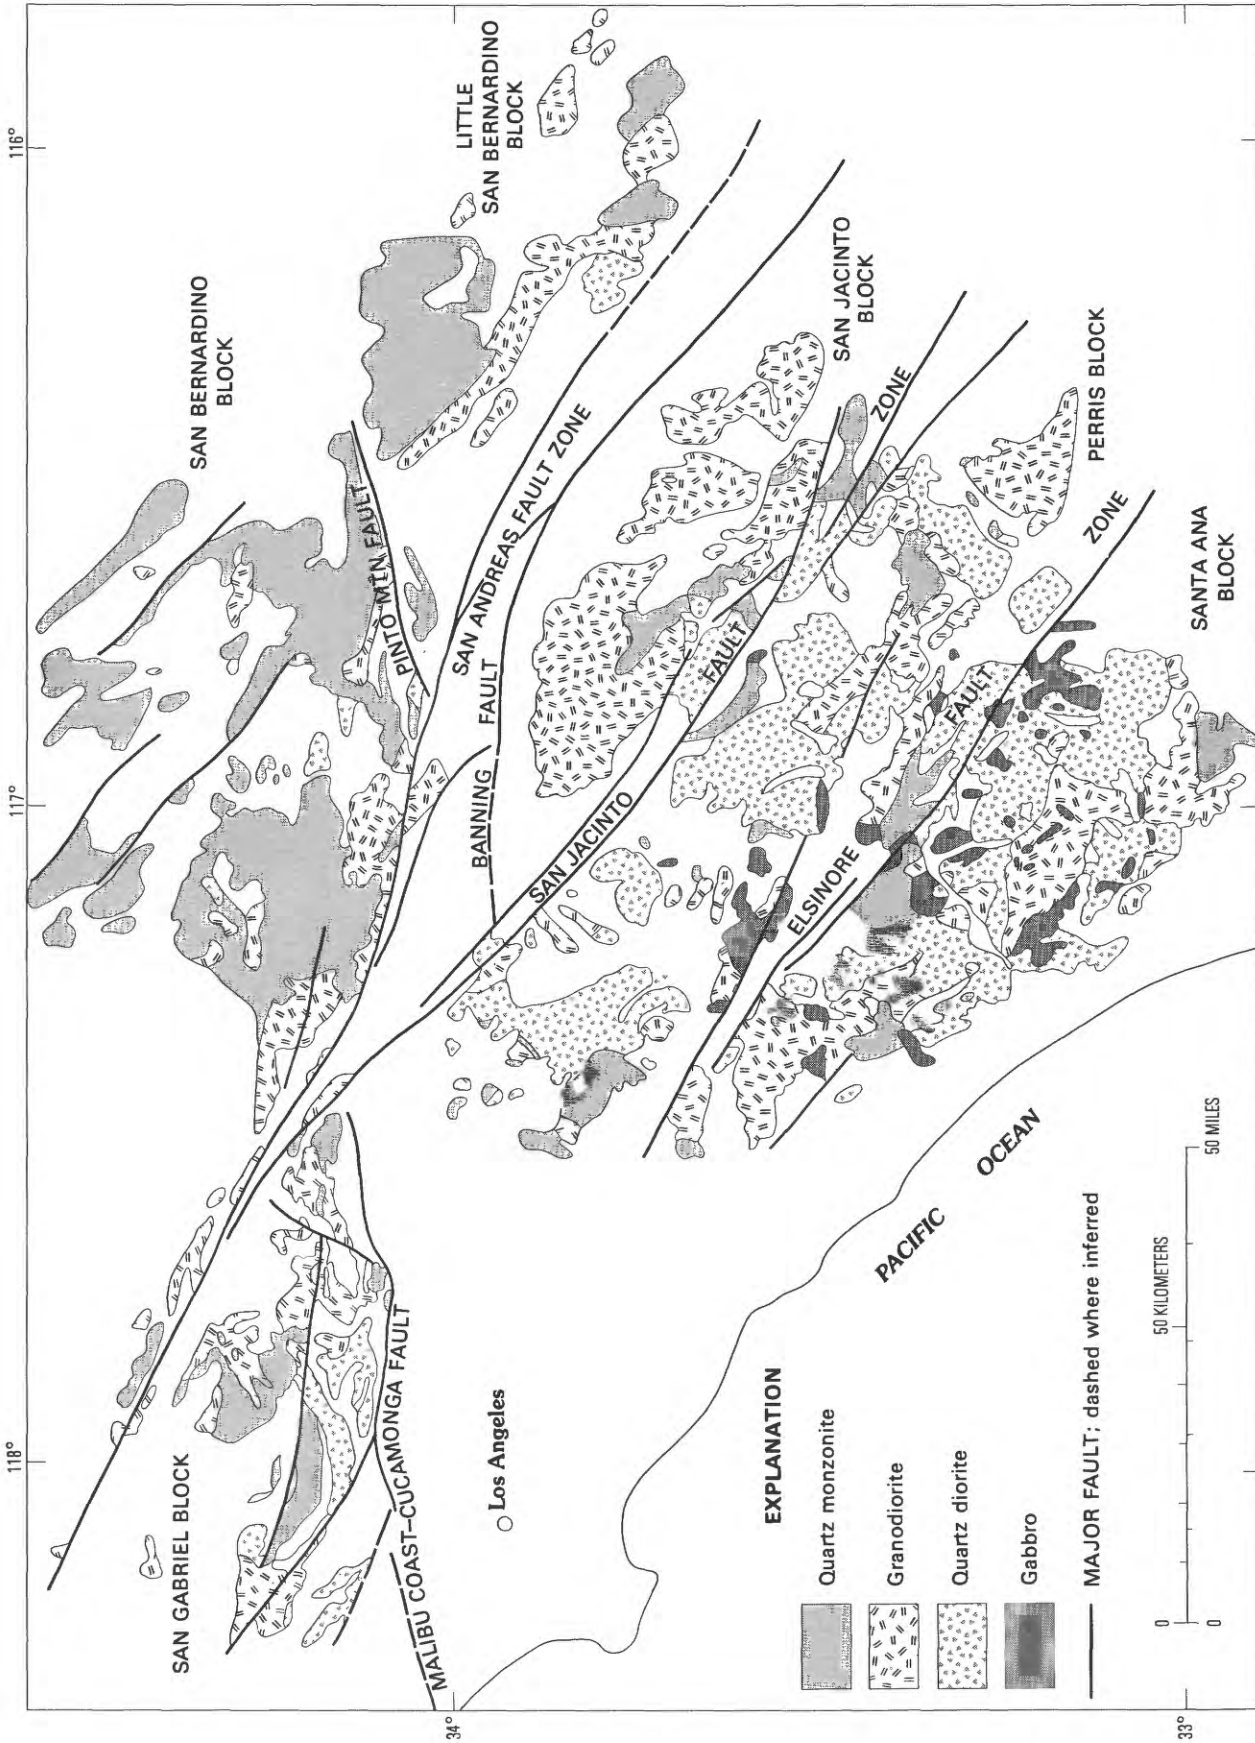 118°
117°
116°
34°
33°
SAN GABRIEL BLOCK
SAN BERNARDINO
BLOCK
LITTLE
SAN BERNARDINO
BLOCK
PINTO MTN FAULT
SAN ANDREAS FAULT ZONE
BANNING FAULT
SAN JACINTO FAULT ZONE
SAN JACINTO
BLOCK
MALIBU COAST–CUCAMONGA FAULT
Los Angeles
ELSINORE FAULT ZONE
PERRIS BLOCK
SANTA ANA
BLOCK
PACIFIC OCEAN
EXPLANATION
Quartz monzonite
Granodiorite
Quartz diorite
Gabbro
MAJOR FAULT; dashed where inferred
0 50 KILOMETERS
0 50 MILES